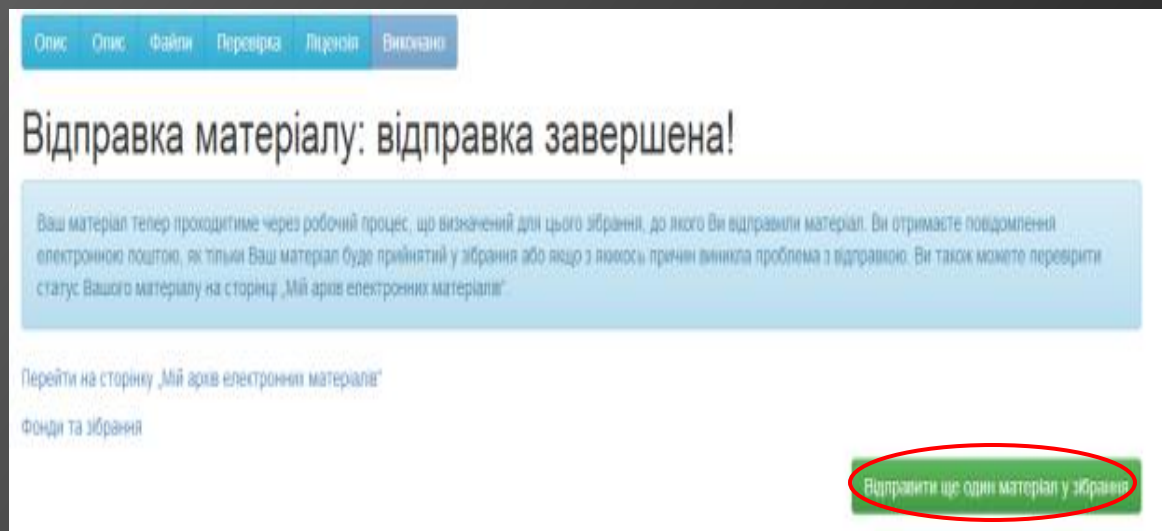 Опис Опис Файли Перевірка Ліцензія Виконано
Відправка матеріалу: відправка завершена!
Ваш матеріал тепер проходитиме через робочий процес, що визначений для цього зібрання, до якого Ви відправили матеріал. Ви отримаєте повідомлення
електронною поштою, як тільки Ваш матеріал буде прийнятий у зібрання або якщо з якихось причин виникла проблема з відправкою. Ви також можете перевірити
статус Вашого матеріалу на сторінці „Мій архів електронних матеріалів"
Перейти на сторінку „Мій архів електронних матеріалів"
Фонди та зібрання
Відправити ще один матеріал у зібрання